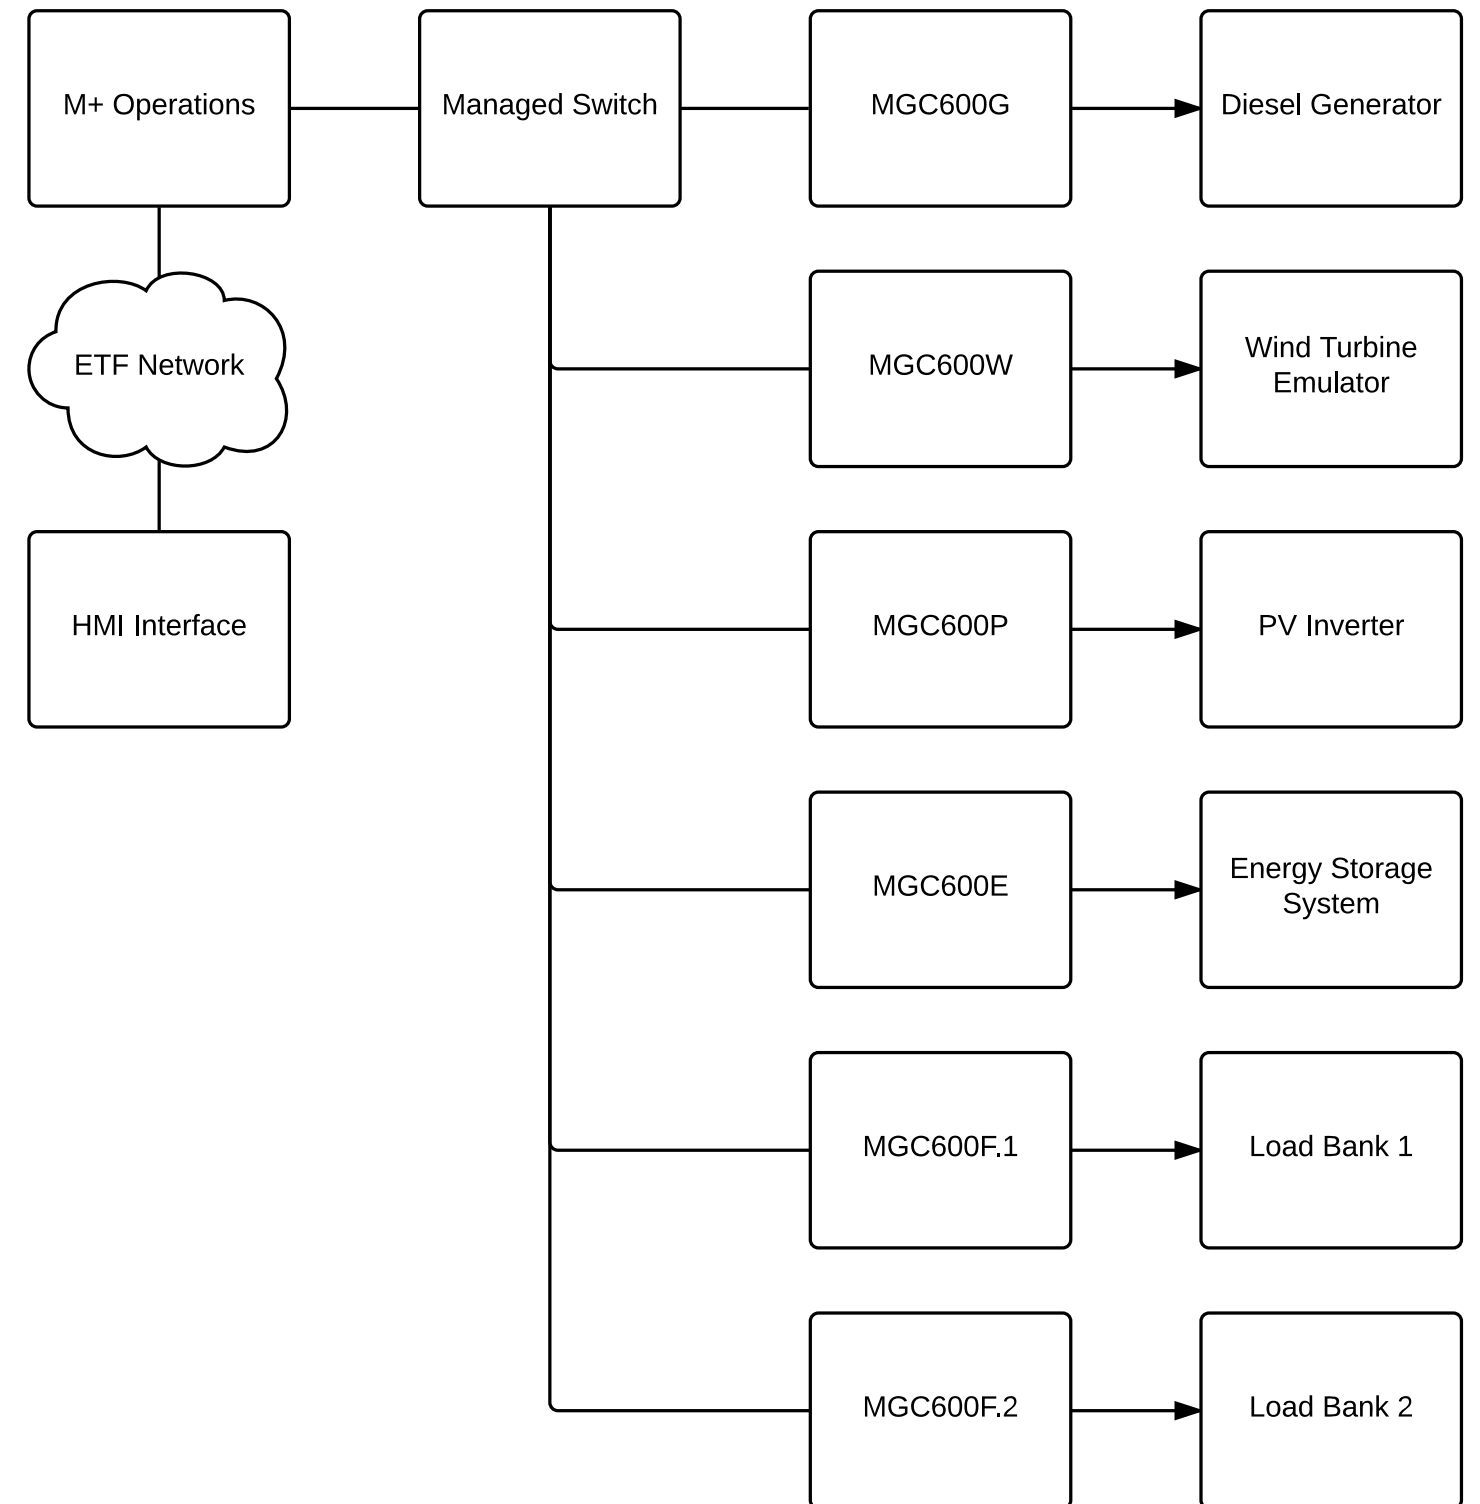 M+ Operations
Managed Switch
MGC600G
Diesel Generator
ETF Network
MGC600W
Wind Turbine
Emulator
HMI Interface
MGC600P
PV Inverter
MGC600E
Energy Storage
System
MGC600F.1
Load Bank 1
MGC600F.2
Load Bank 2